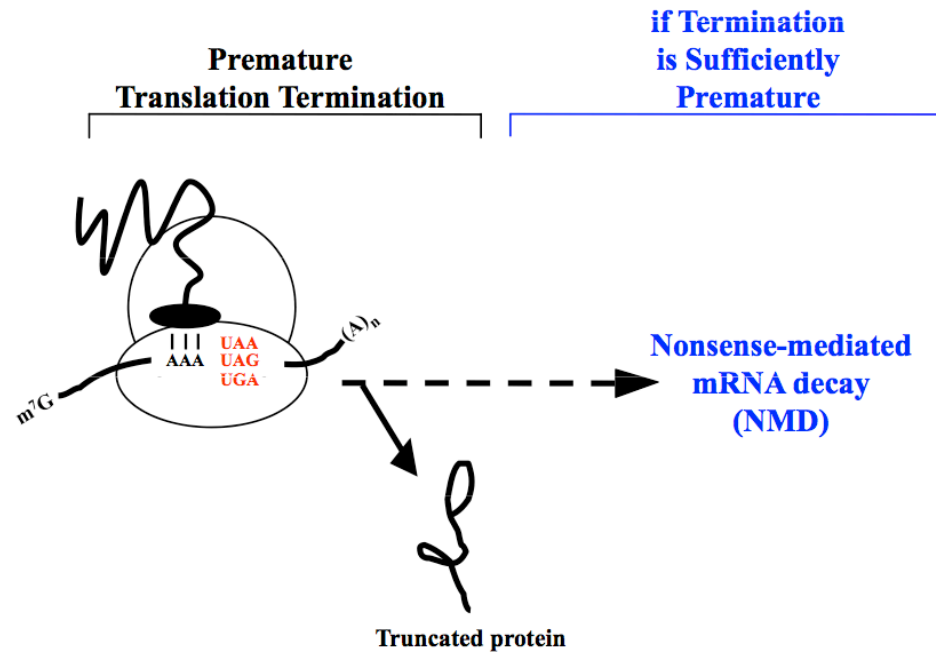 Premature
Translation Termination
if Termination
is Sufficiently
Premature
(A)n
UAA
AAA UAG
UGA
m⁷G
Nonsense-mediated
mRNA decay
(NMD)
Truncated protein